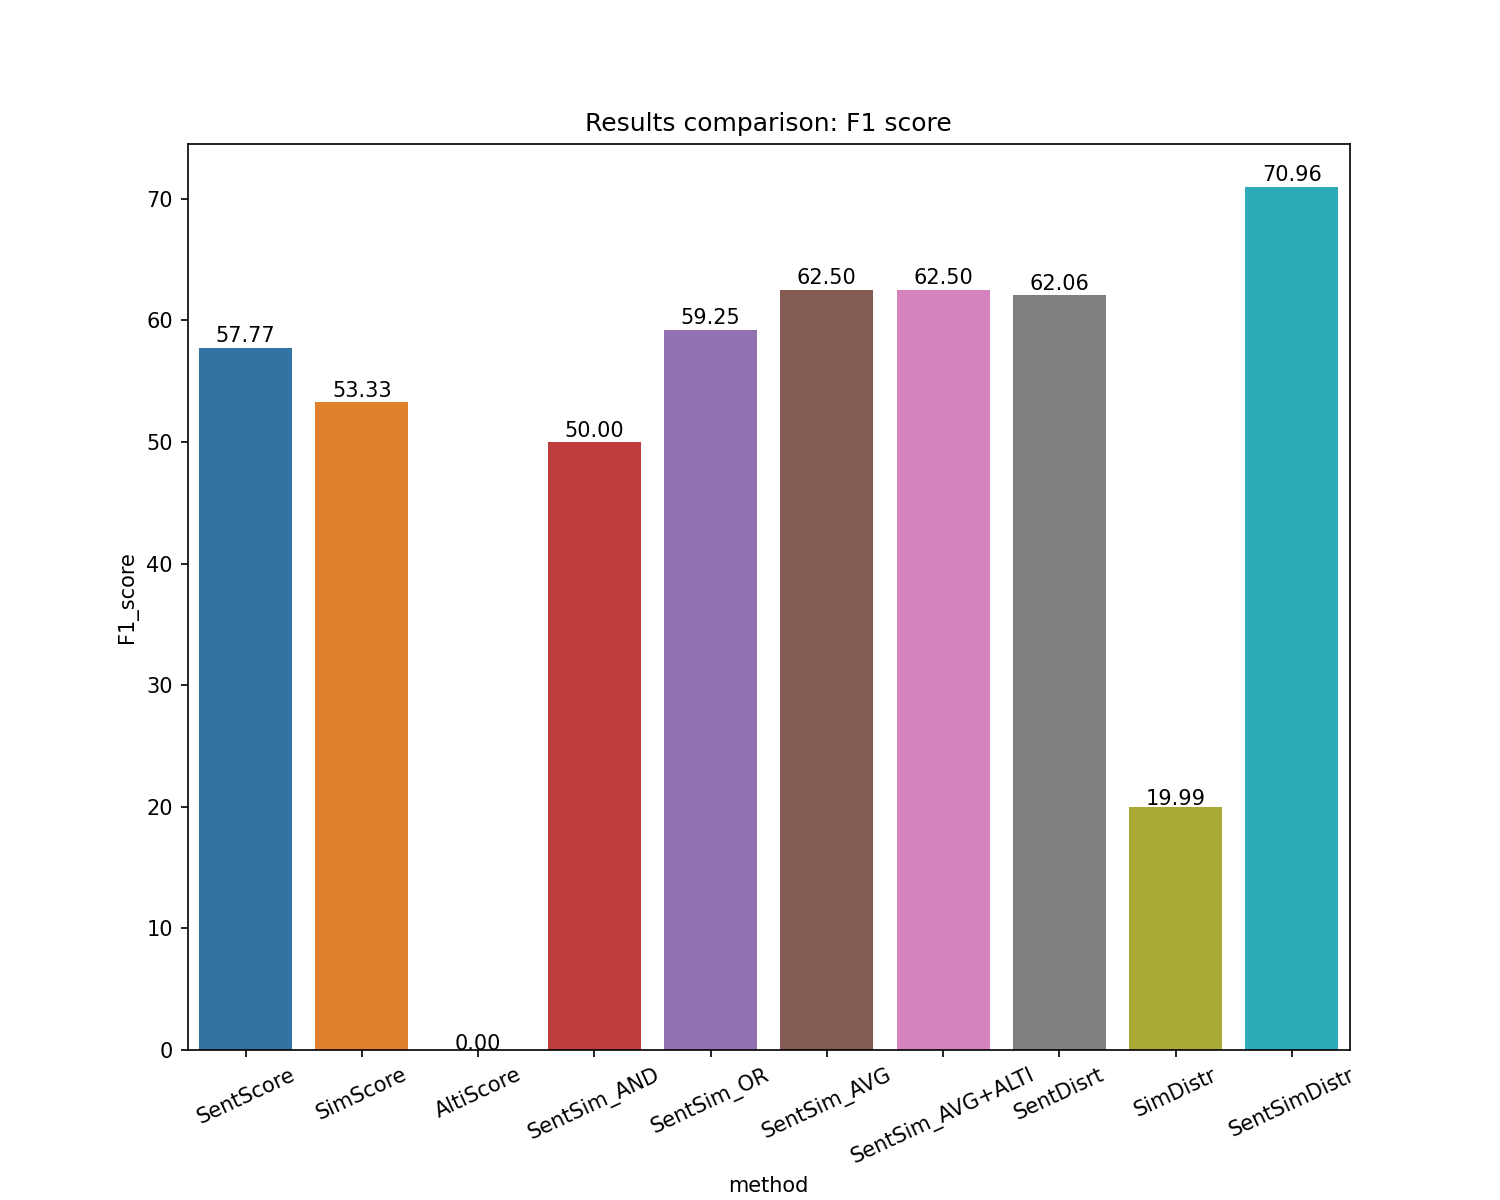 Results comparison: F1 score
70.96
70
62.50
62.50
62.06
60
59.25
57.77
53.33
50.00
50
40
F1_score
30
20
19.99
10
0.00
0
SentScore
SimScore
AltiScore
SentSim_AND
SentSim_OR
SentSim_AVG
SentSim_AVG+ALTI
SentDisrt
SimDistr
SentSimDistr
method